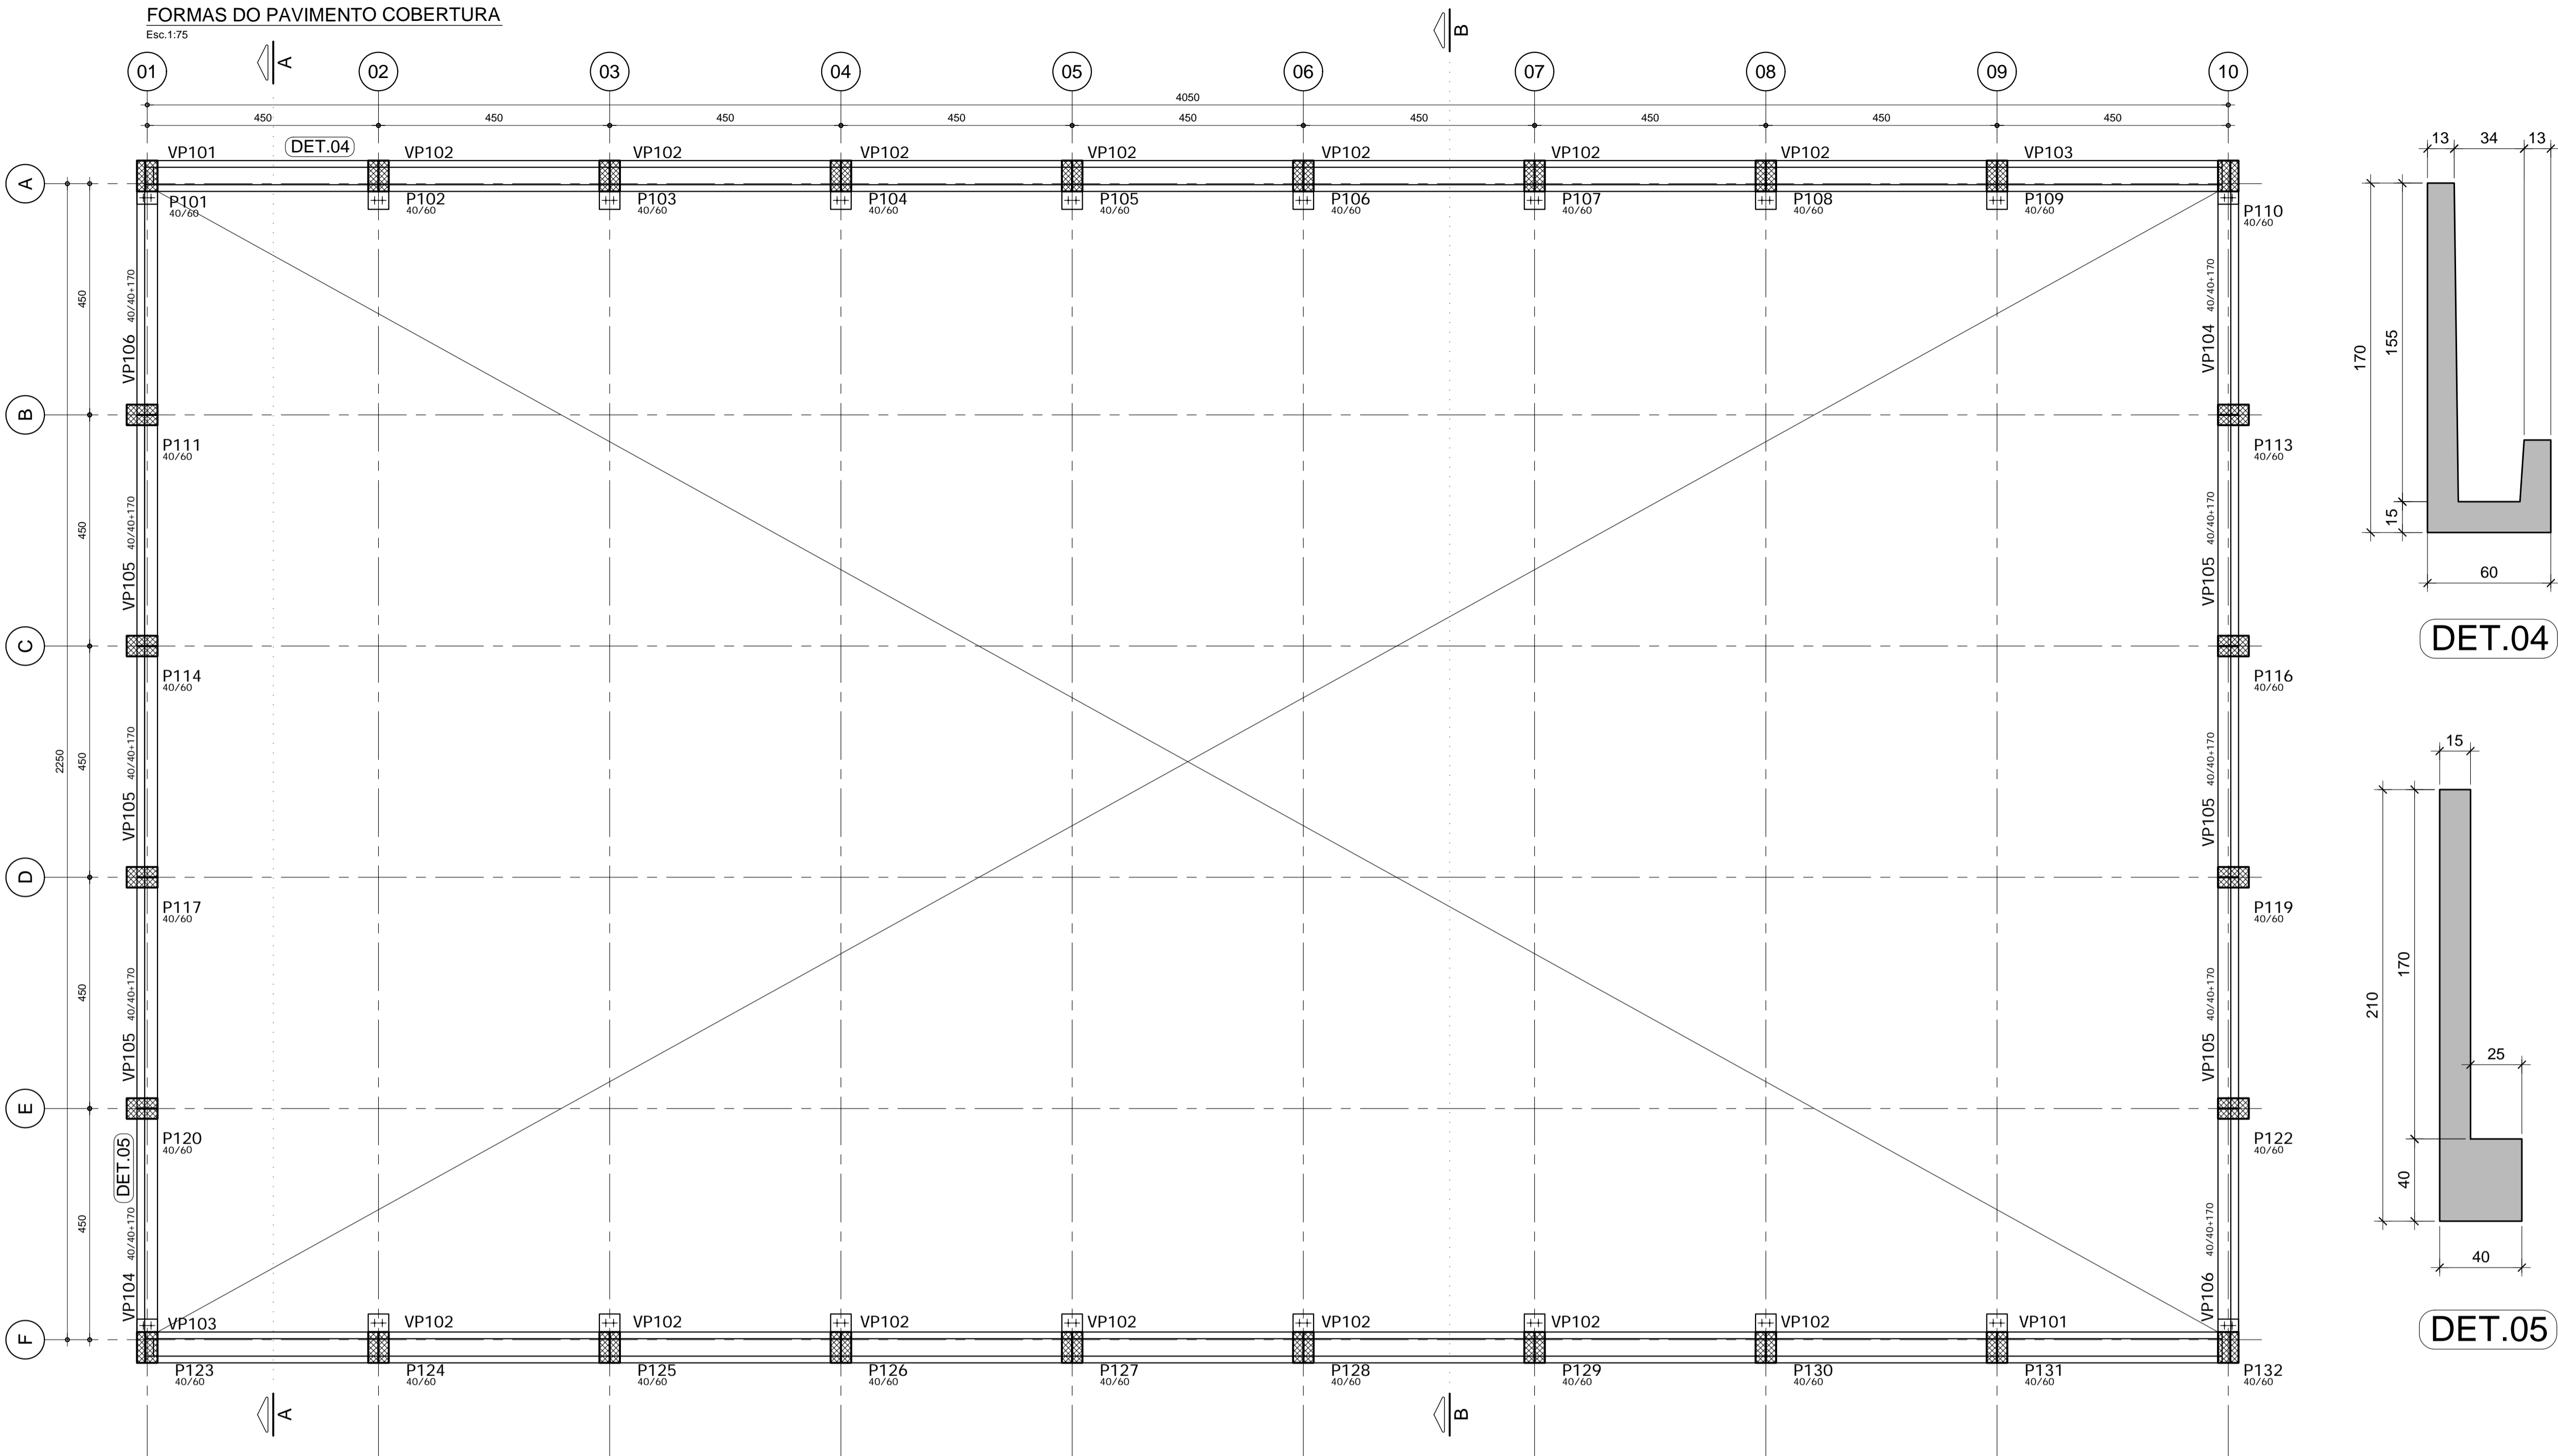 FORMAS DO PAVIMENTO COBERTURA
Esc.1:75
A B
01 02 03 04 05 06 07 08 09 10
4050
450 450 450 450 450 450 450 450 450
DET.04
VP101 VP102 VP102 VP102 VP102 VP102 VP102 VP102 VP103
A
P101 P102 P103 P104 P105 P106 P107 P108 P109 P110
40/60 40/60 40/60 40/60 40/60 40/60 40/60 40/60 40/60 40/60
450
VP106 40/40+170
VP104 40/40+170
B
P111 P113
40/60 40/60
450
VP105 40/40+170
VP105 40/40+170
C
P114 P116
40/60 40/60
2250
450
VP105 40/40+170
VP105 40/40+170
D
P117 P119
40/60 40/60
450
VP105 40/40+170
VP105 40/40+170
E
P120 P122
40/60 40/60
DET.05
450
VP104 40/40+170
VP106 40/40+170
F
VP103 VP102 VP102 VP102 VP102 VP102 VP102 VP102 VP101
P123 P124 P125 P126 P127 P128 P129 P130 P131 P132
40/60 40/60 40/60 40/60 40/60 40/60 40/60 40/60 40/60 40/60
A B
13 34 13
170
155
15
60
DET.04
15
210
170
25
40
40
DET.05